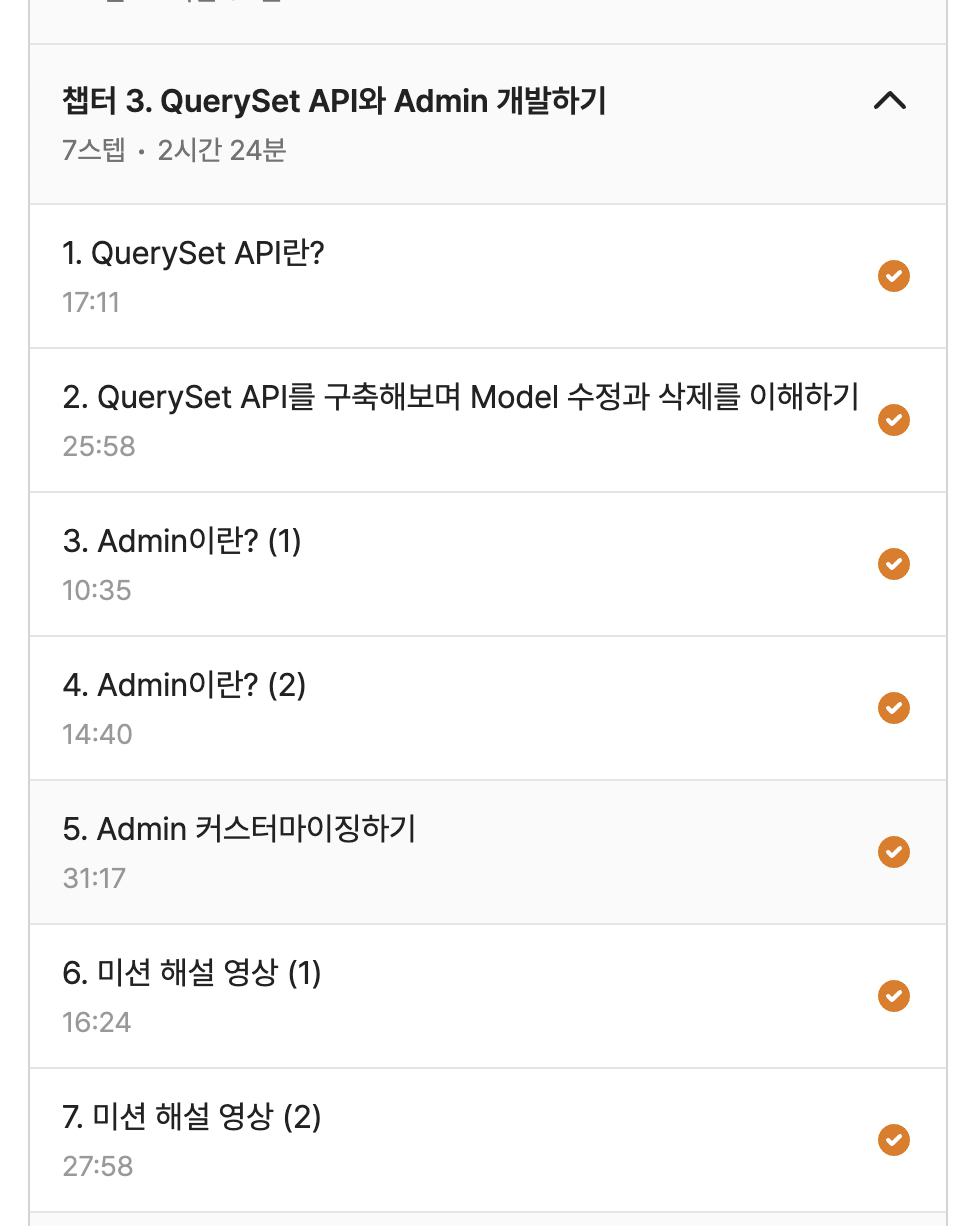 챕터 3. QuerySet API와 Admin 개발하기
7스텝 · 2시간 24분
1. QuerySet API란?
17:11
2. QuerySet API를 구축해보며 Model 수정과 삭제를 이해하기
25:58
3. Admin이란? (1)
10:35
4. Admin이란? (2)
14:40
5. Admin 커스터마이징하기
31:17
6. 미션 해설 영상 (1)
16:24
7. 미션 해설 영상 (2)
27:58